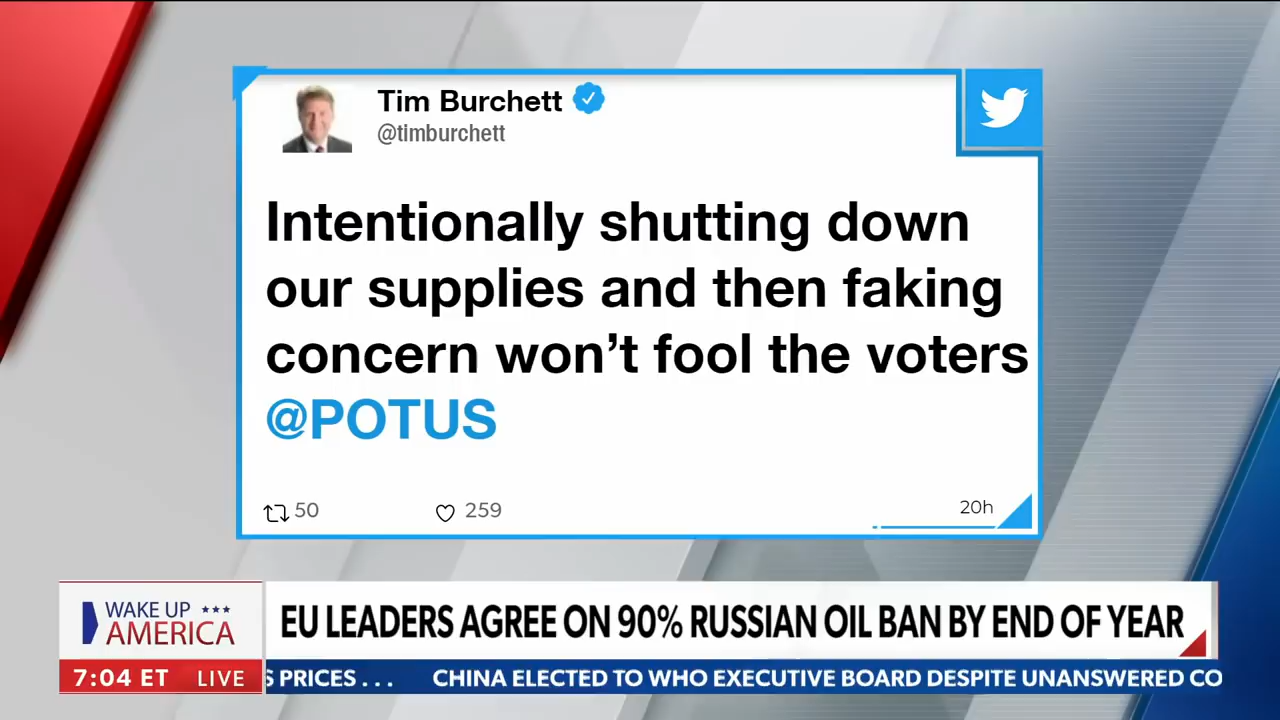 Tim Burchett
@timburchett
Intentionally shutting down
our supplies and then faking
concern won’t fool the voters
@POTUS
50
259
20h
WAKE UP
AMERICA
EU LEADERS AGREE ON 90% RUSSIAN OIL BAN BY END OF YEAR
7:04 ET LIVE
PRICES . . . CHINA ELECTED TO WHO EXECUTIVE BOARD DESPITE UNANSWERED